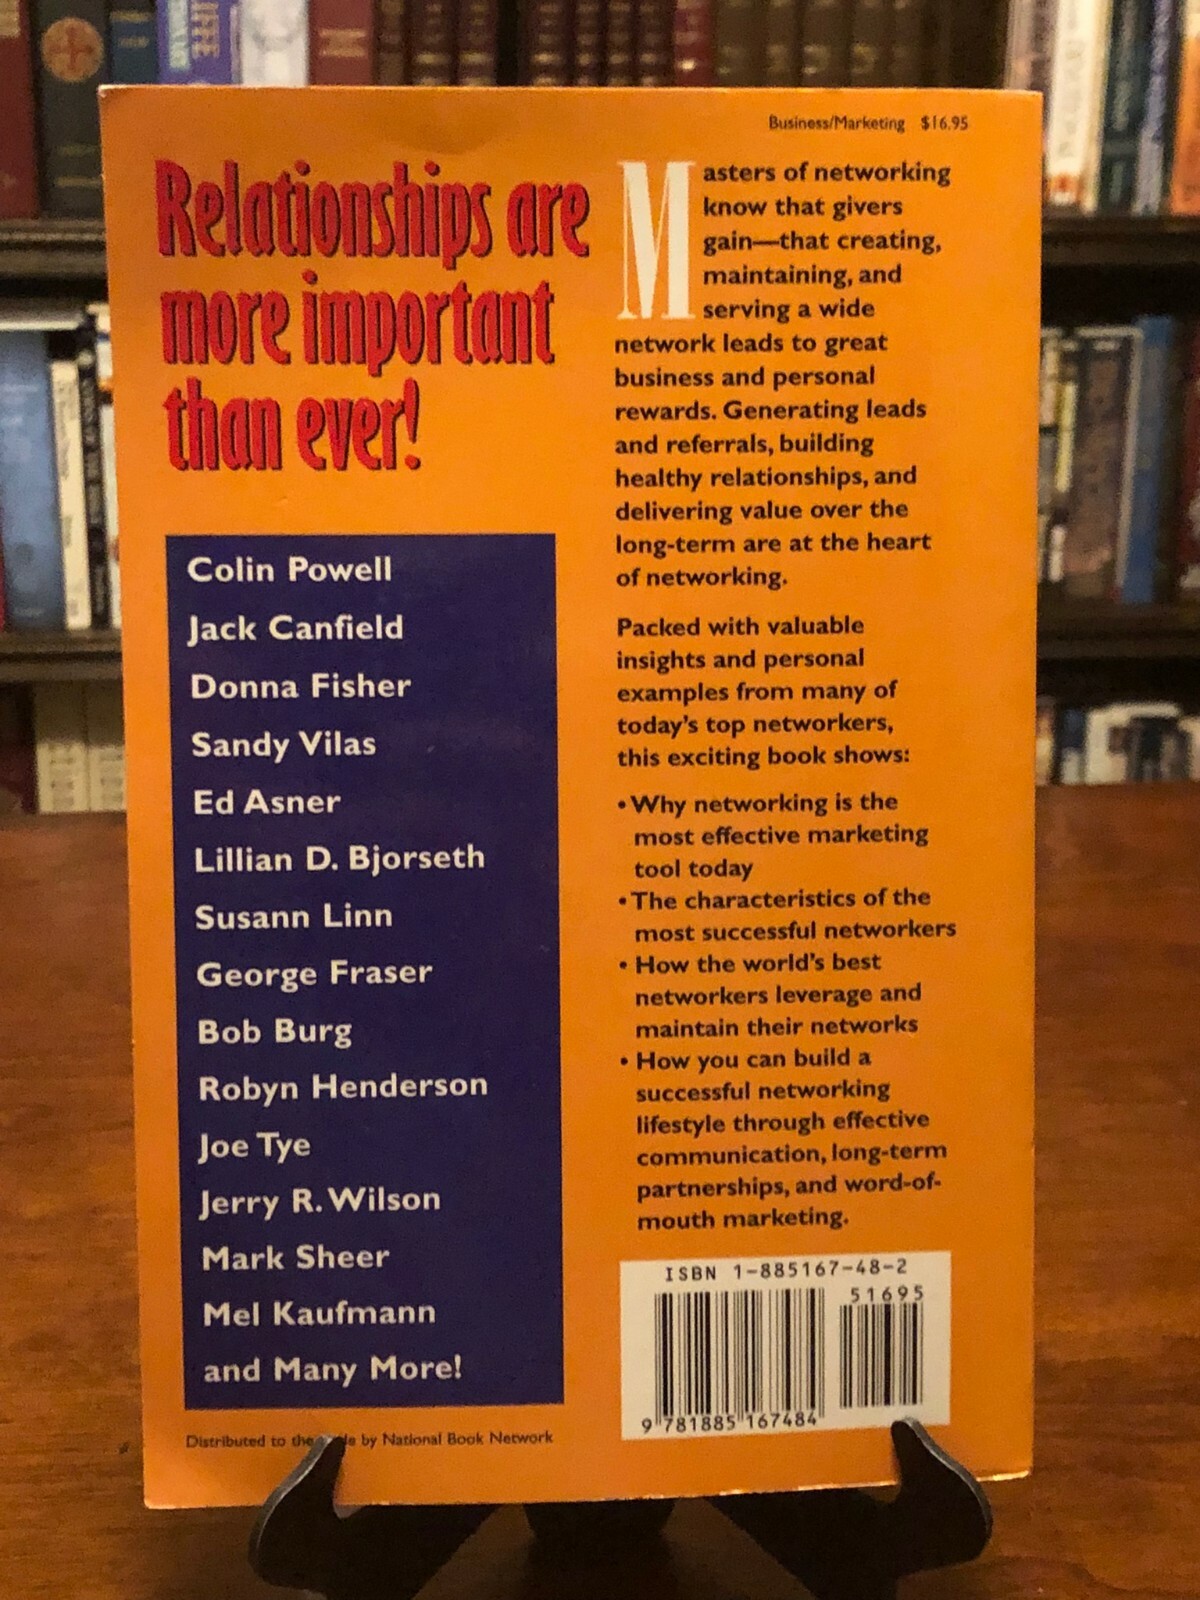 Business/Marketing $16.95
Relationships are
more important
than ever!
Colin Powell
Jack Canfield
Donna Fisher
Sandy Vilas
Ed Asner
Lillian D. Bjorseth
Susann Linn
George Fraser
Bob Burg
Robyn Henderson
Joe Tye
Jerry R. Wilson
Mark Sheer
Mel Kaufmann
and Many More!
Distributed to the by National Book Network
Masters of networking
know that givers
gain—that creating,
maintaining, and
serving a wide
network leads to great
business and personal
rewards. Generating leads
and referrals, building
healthy relationships, and
delivering value over the
long-term are at the heart
of networking.
Packed with valuable
insights and personal
examples from many of
today's top networkers,
this exciting book shows:
• Why networking is the
most effective marketing
tool today
• The characteristics of the
most successful networkers
• How the world's best
networkers leverage and
maintain their networks
• How you can build a
successful networking
lifestyle through effective
communication, long-term
partnerships, and word-of-
mouth marketing.
ISBN 1-885167-48-2
51695
9 781885 167484